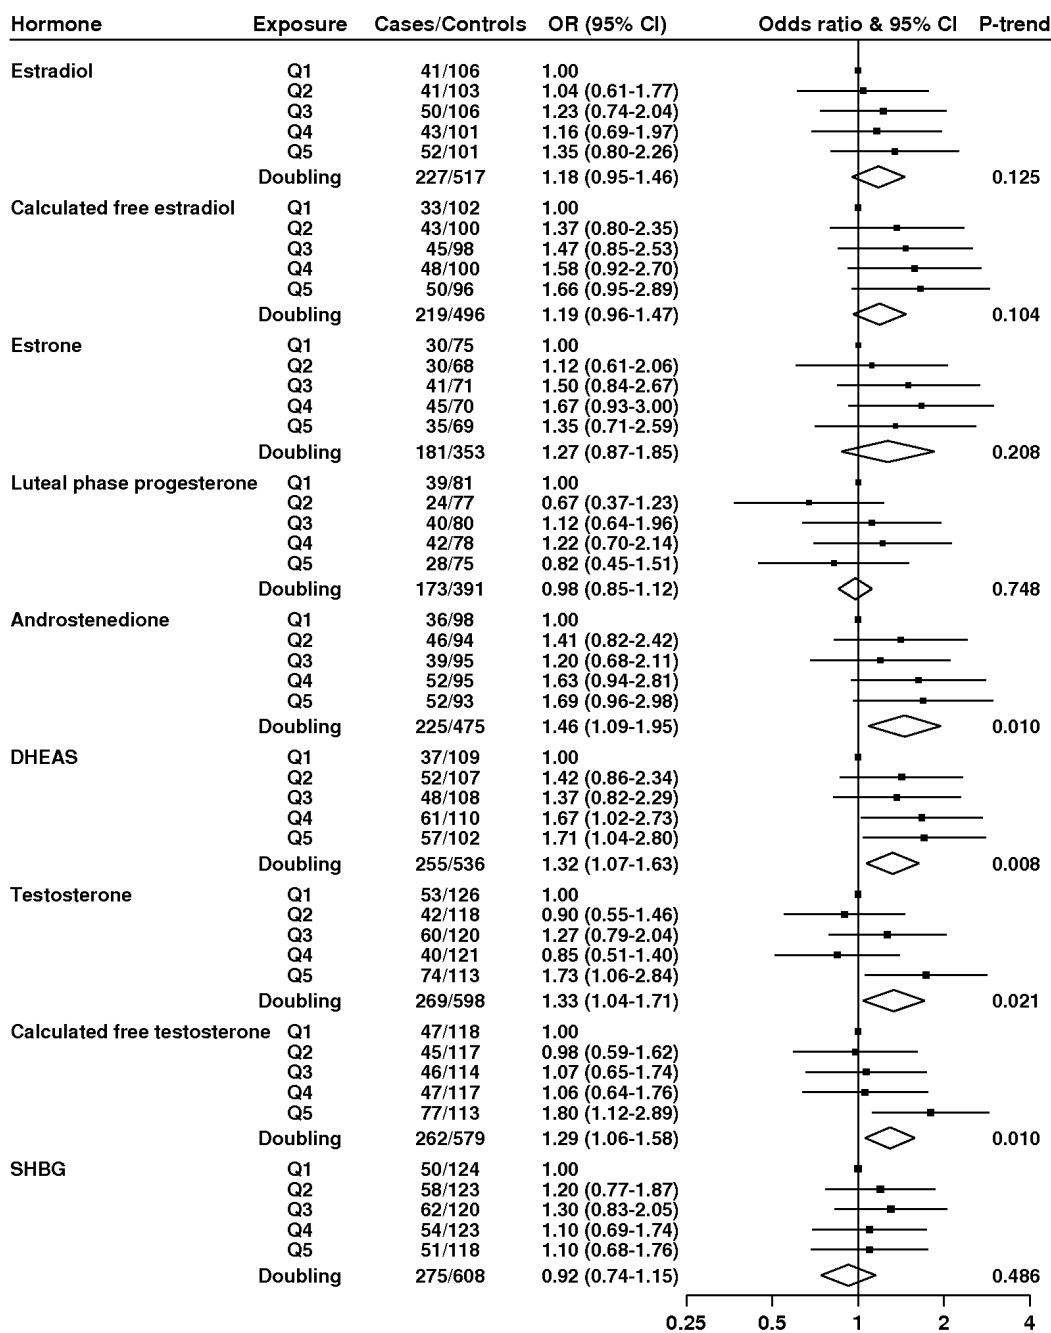 Hormone Exposure Cases/Controls OR (95% CI) Odds ratio & 95% CI P-trend
Estradiol Q1 41/106 1.00
Q2 41/103 1.04 (0.61-1.77)
Q3 50/106 1.23 (0.74-2.04)
Q4 43/101 1.16 (0.69-1.97)
Q5 52/101 1.35 (0.80-2.26)
Doubling 227/517 1.18 (0.95-1.46) 0.125
Calculated free estradiol Q1 33/102 1.00
Q2 43/100 1.37 (0.80-2.35)
Q3 45/98 1.47 (0.85-2.53)
Q4 48/100 1.58 (0.92-2.70)
Q5 50/96 1.66 (0.95-2.89)
Doubling 219/496 1.19 (0.96-1.47) 0.104
Estrone Q1 30/75 1.00
Q2 30/68 1.12 (0.61-2.06)
Q3 41/71 1.50 (0.84-2.67)
Q4 45/70 1.67 (0.93-3.00)
Q5 35/69 1.35 (0.71-2.59)
Doubling 181/353 1.27 (0.87-1.85) 0.208
Luteal phase progesterone Q1 39/81 1.00
Q2 24/77 0.67 (0.37-1.23)
Q3 40/80 1.12 (0.64-1.96)
Q4 42/78 1.22 (0.70-2.14)
Q5 28/75 0.82 (0.45-1.51)
Doubling 173/391 0.98 (0.85-1.12) 0.748
Androstenedione Q1 36/98 1.00
Q2 46/94 1.41 (0.82-2.42)
Q3 39/95 1.20 (0.68-2.11)
Q4 52/95 1.63 (0.94-2.81)
Q5 52/93 1.69 (0.96-2.98)
Doubling 225/475 1.46 (1.09-1.95) 0.010
DHEAS Q1 37/109 1.00
Q2 52/107 1.42 (0.86-2.34)
Q3 48/108 1.37 (0.82-2.29)
Q4 61/110 1.67 (1.02-2.73)
Q5 57/102 1.71 (1.04-2.80)
Doubling 255/536 1.32 (1.07-1.63) 0.008
Testosterone Q1 53/126 1.00
Q2 42/118 0.90 (0.55-1.46)
Q3 60/120 1.27 (0.79-2.04)
Q4 40/121 0.85 (0.51-1.40)
Q5 74/113 1.73 (1.06-2.84)
Doubling 269/598 1.33 (1.04-1.71) 0.021
Calculated free testosterone Q1 47/118 1.00
Q2 45/117 0.98 (0.59-1.62)
Q3 46/114 1.07 (0.65-1.74)
Q4 47/117 1.06 (0.64-1.76)
Q5 77/113 1.80 (1.12-2.89)
Doubling 262/579 1.29 (1.06-1.58) 0.010
SHBG Q1 50/124 1.00
Q2 58/123 1.20 (0.77-1.87)
Q3 62/120 1.30 (0.83-2.05)
Q4 54/123 1.10 (0.69-1.74)
Q5 51/118 1.10 (0.68-1.76)
Doubling 275/608 0.92 (0.74-1.15) 0.486
0.25 0.5 1 2 4